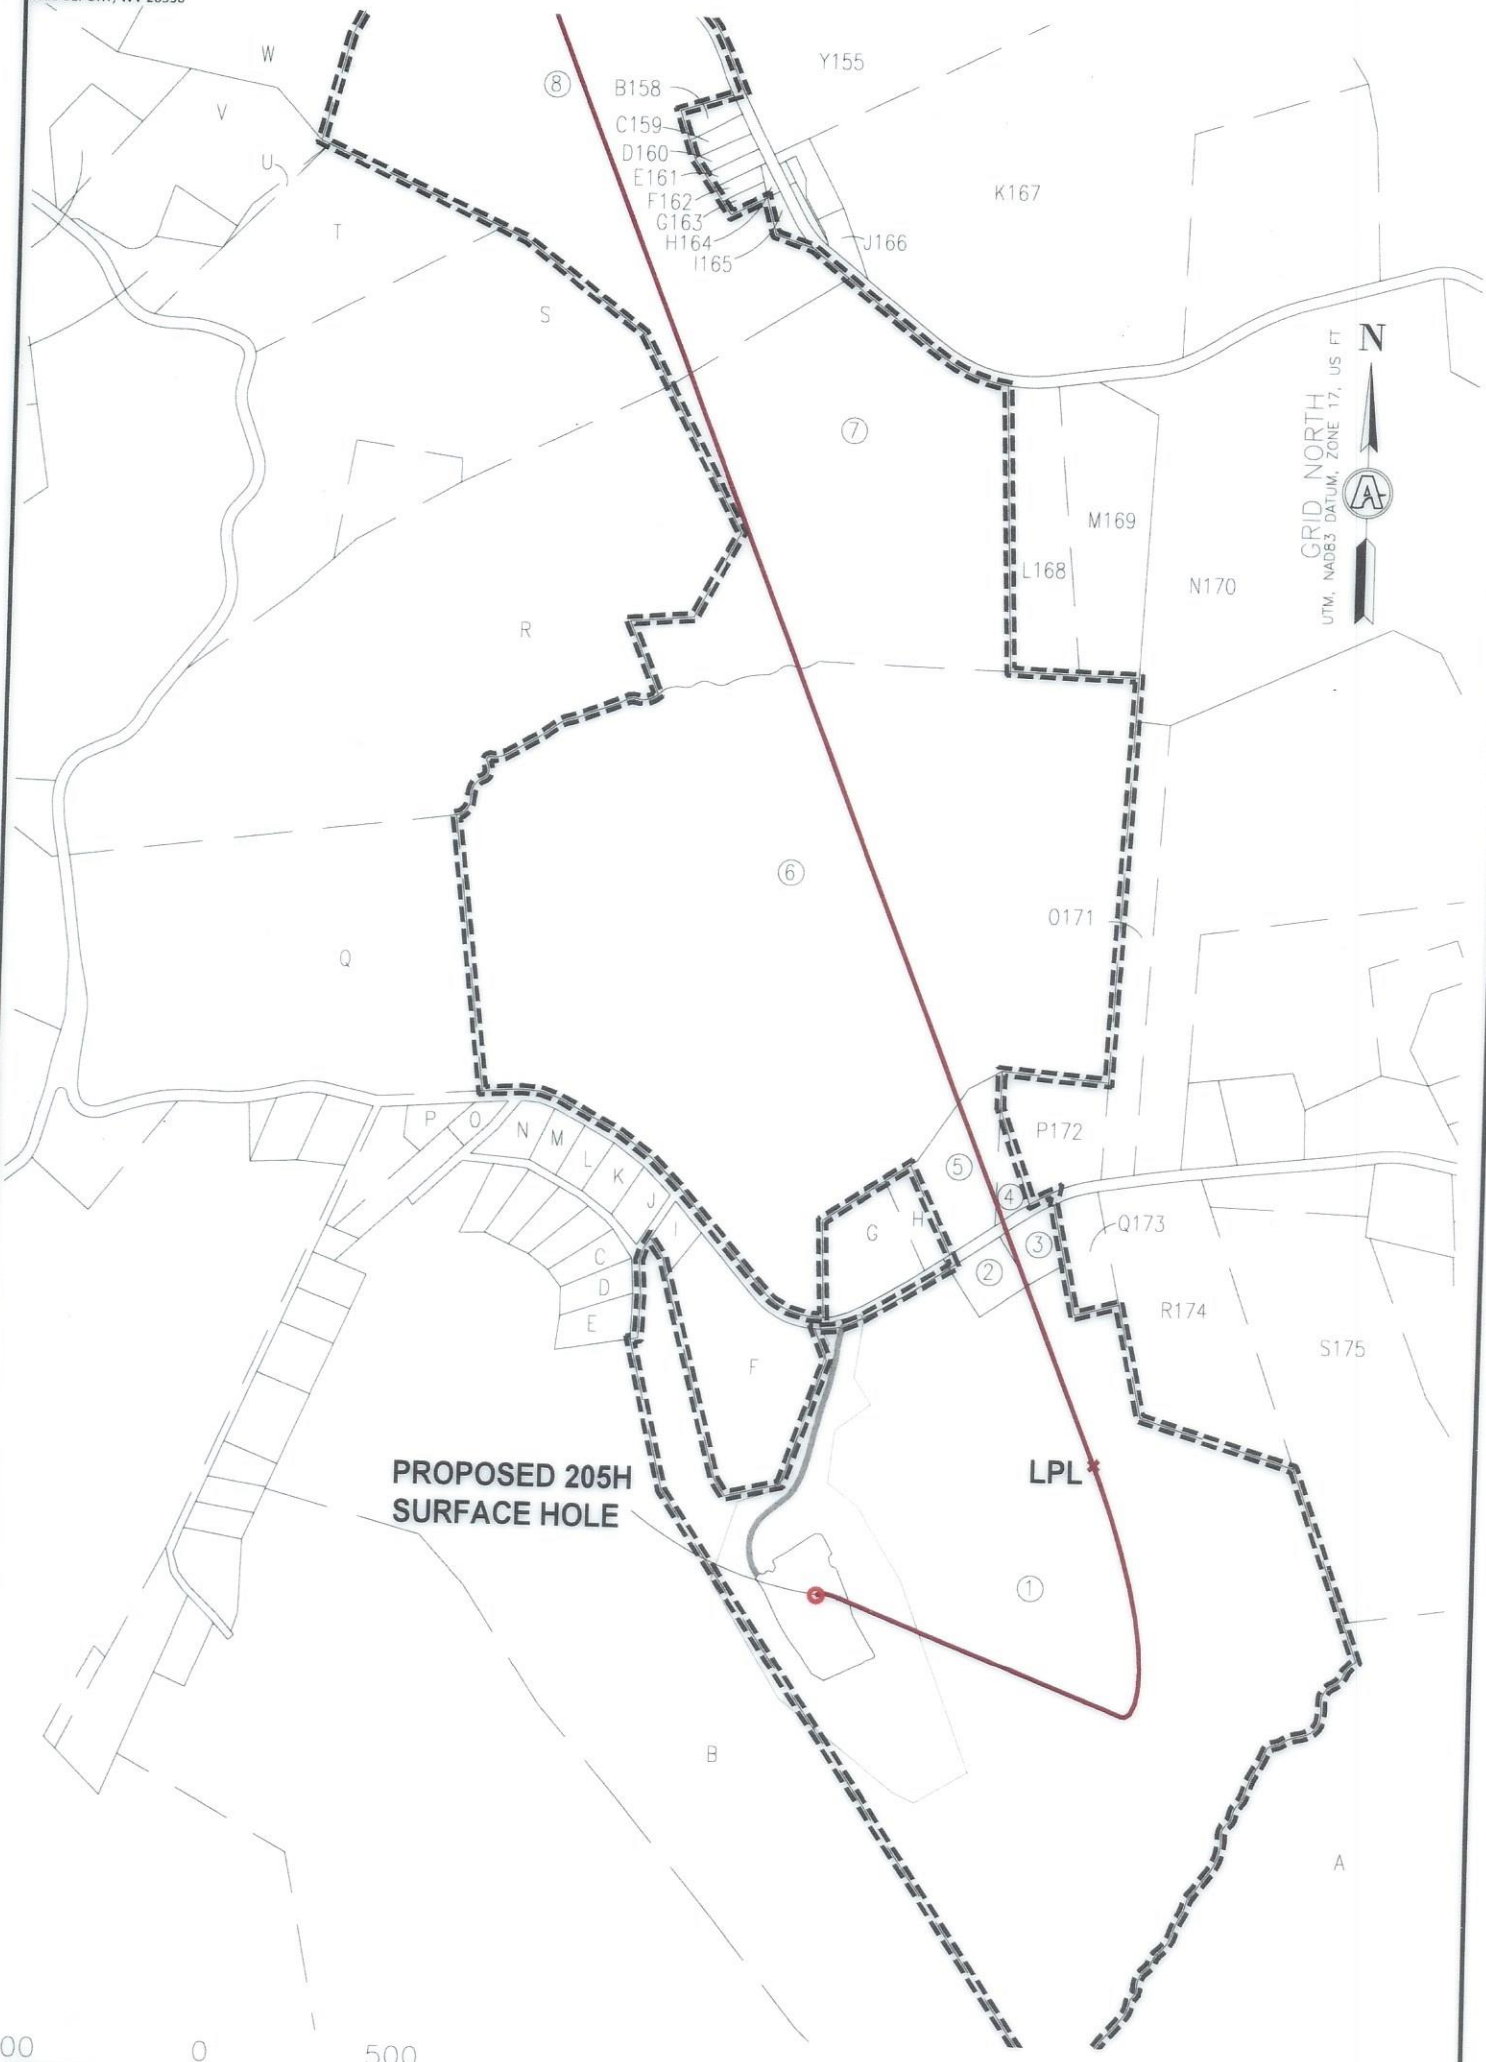 W
⑧
Y155
V
B158
C159
D160
E161
F162
G163
H164
I165
J166
U
K167
T
S
N
GRID NORTH
UTM, NAD83 DATUM, ZONE 17, US FT
A
⑦
M169
L168
N170
R
⑥
O171
Q
P
O
N
M
L
K
J
I
P172
⑤
④
G
H
③
②
Q173
C
D
E
R174
S175
F
PROPOSED 205H
SURFACE HOLE
LPL
①
B
A
00
0
500